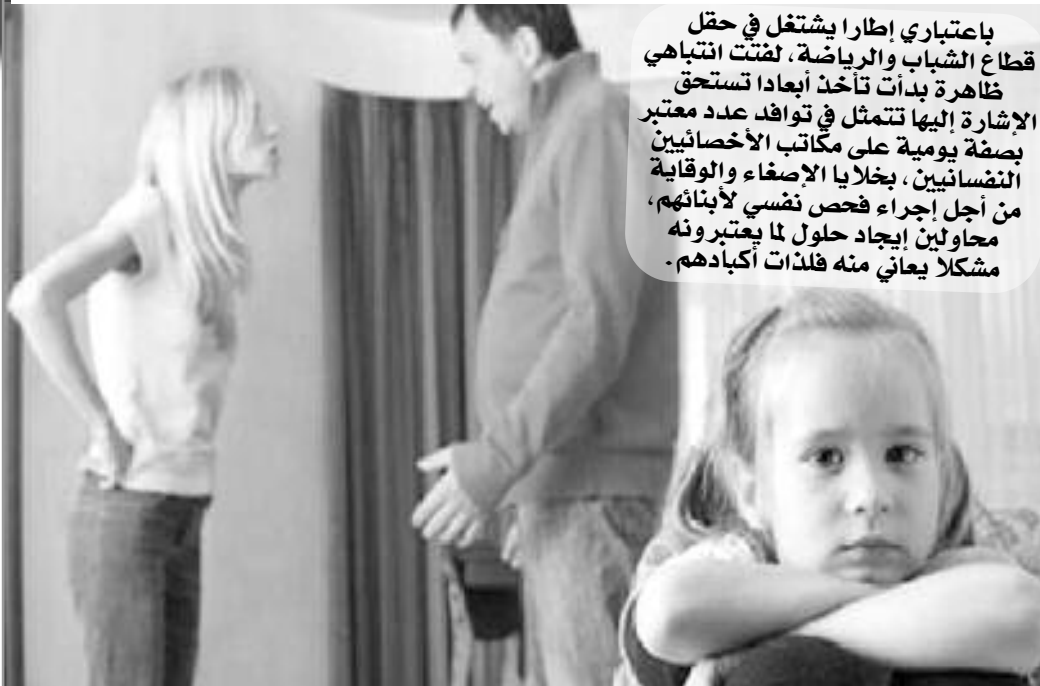 باعتباري إطارا يشتغل في حقل
قطاع الشباب والرياضة، لفتت انتباهي
ظاهرة بدأت تأخذ أبعادا تستحق
الإشارة إليها تتمثل في توافد عدد معتبر
بصفة يومية على مكاتب الأخصائيين
النفسانيين، بخلايا الإصغاء والوقاية
من أجل إجراء فحص نفسي لأبنائهم،
محاولين إيجاد حلول لما يعتبرونه
مشكلا يعاني منه فلذات أكبادهم.